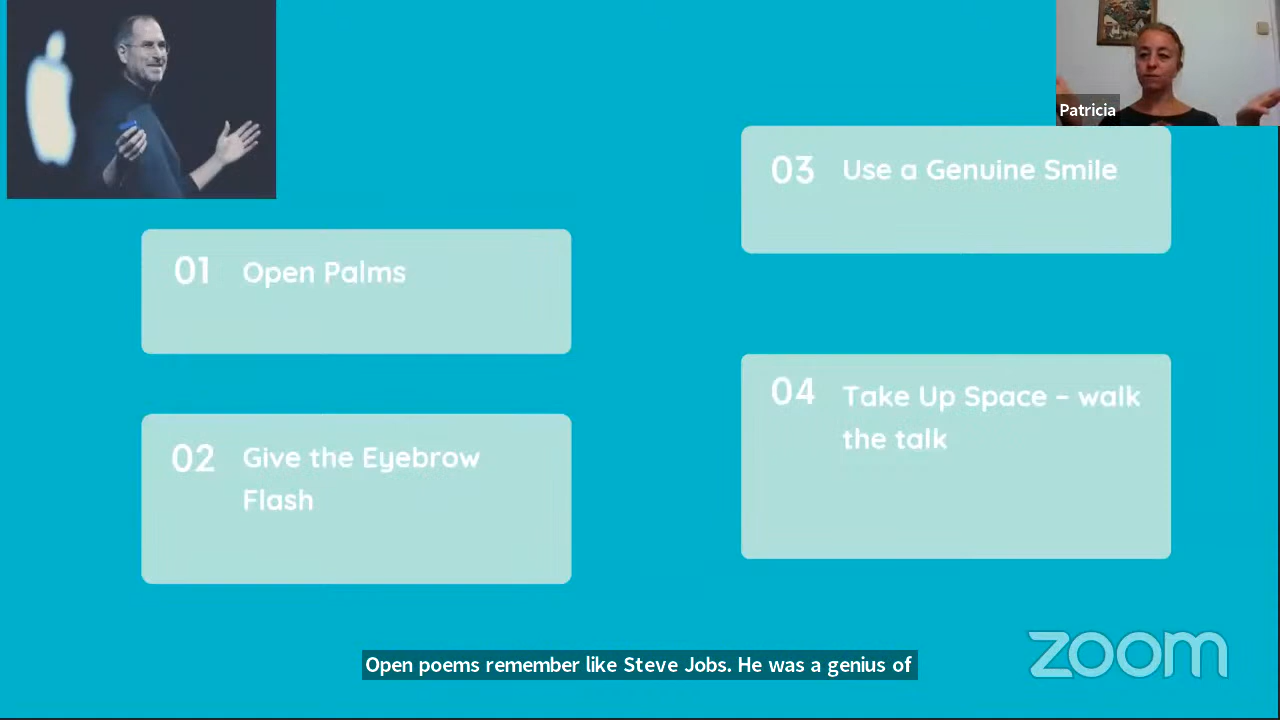 Patricia
01 Open Palms
02 Give the Eyebrow
Flash
03 Use a Genuine Smile
04 Take Up Space – walk
the talk
Open poems remember like Steve Jobs. He was a genius of
zoom